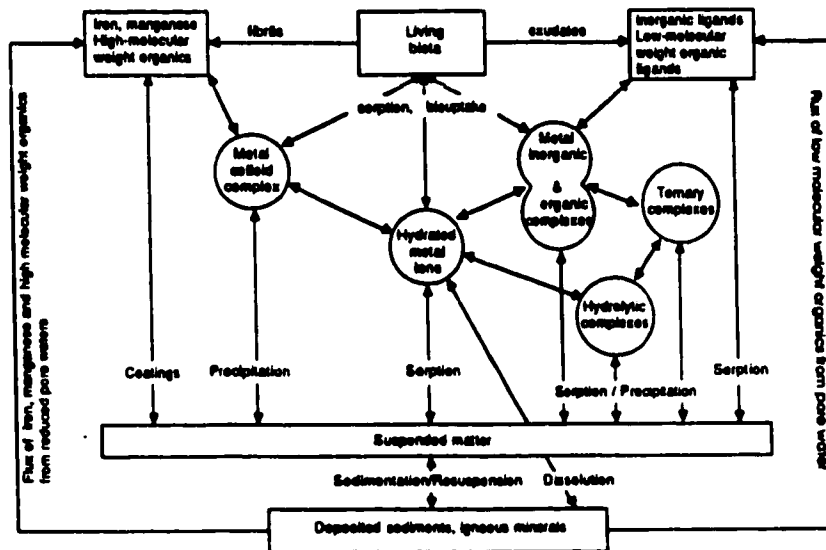 Iron, manganese
High-molecular
weight organics
fibrils
Living
biota
exudates
Inorganic ligands
Low-molecular
weight organic
ligands
sorption, biouptake
Metal
colloid
complex
Metal
inorganic
&
organic
complexes
Ternary
complexes
Hydrated
metal
ions
Hydrolytic
complexes
Coatings
Precipitation
Sorption
Sorption / Precipitation
Sorption
Suspended matter
Sedimentation/Resuspension
Dissolution
Deposited sediments, igneous minerals
Flux of iron, manganese and high molecular weight organics
from reduced pore waters
Flux of low molecular weight organics from pore water